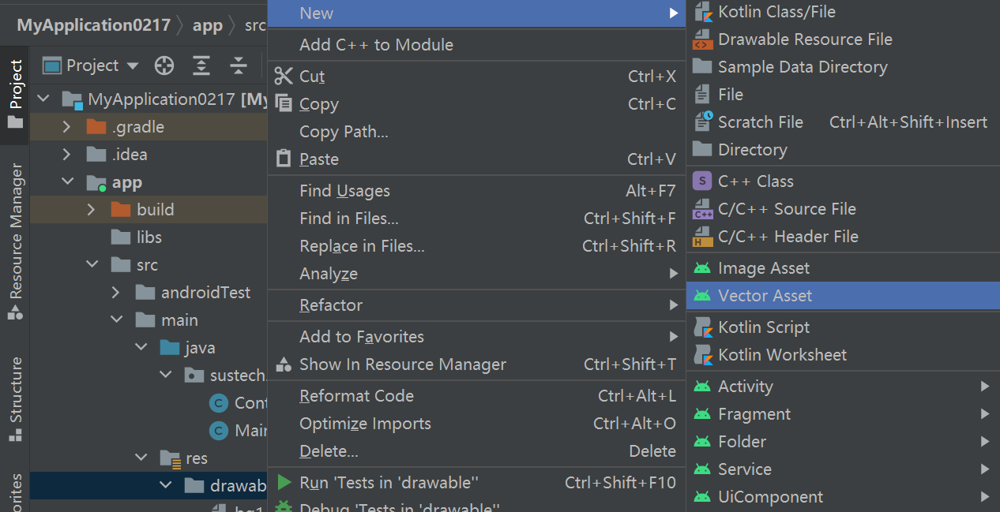 MyApplication0217 app src
Project
Resource Manager
Structure
Project
MyApplication0217 [My
.gradle
.idea
app
build
libs
src
androidTest
main
java
sustech.
Cont
Main
res
drawab
New
Add C++ to Module
Cut Ctrl+X
Copy Ctrl+C
Copy Path...
Paste Ctrl+V
Find Usages Alt+F7
Find in Files... Ctrl+Shift+F
Replace in Files... Ctrl+Shift+R
Analyze
Refactor
Add to Favorites
Show In Resource Manager Ctrl+Shift+T
Reformat Code Ctrl+Alt+L
Optimize Imports Ctrl+Alt+O
Delete... Delete
Run 'Tests in 'drawable'' Ctrl+Shift+F10
Debug 'Tests in 'drawable''
Kotlin Class/File
Drawable Resource File
Sample Data Directory
File
Scratch File Ctrl+Alt+Shift+Insert
Directory
C++ Class
C/C++ Source File
C/C++ Header File
Image Asset
Vector Asset
Kotlin Script
Kotlin Worksheet
Activity
Fragment
Folder
Service
UiComponent